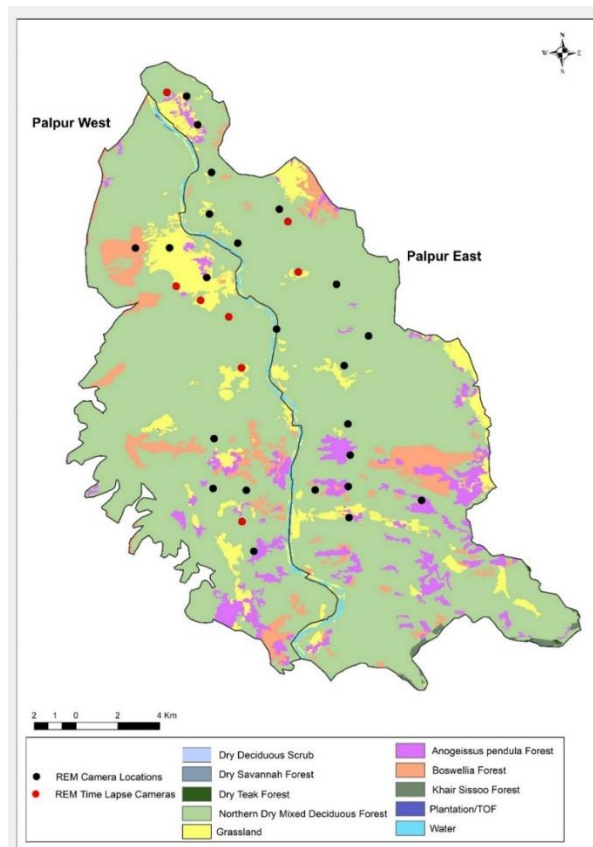 N
W E
S
Palpur West
Palpur East
2 1 0 2 4 Km
REM Camera Locations
REM Time Lapse Cameras
Dry Deciduous Scrub
Dry Savannah Forest
Dry Teak Forest
Northern Dry Mixed Deciduous Forest
Grassland
Anogeissus pendula Forest
Boswellia Forest
Khair Sissoo Forest
Plantation/TOF
Water